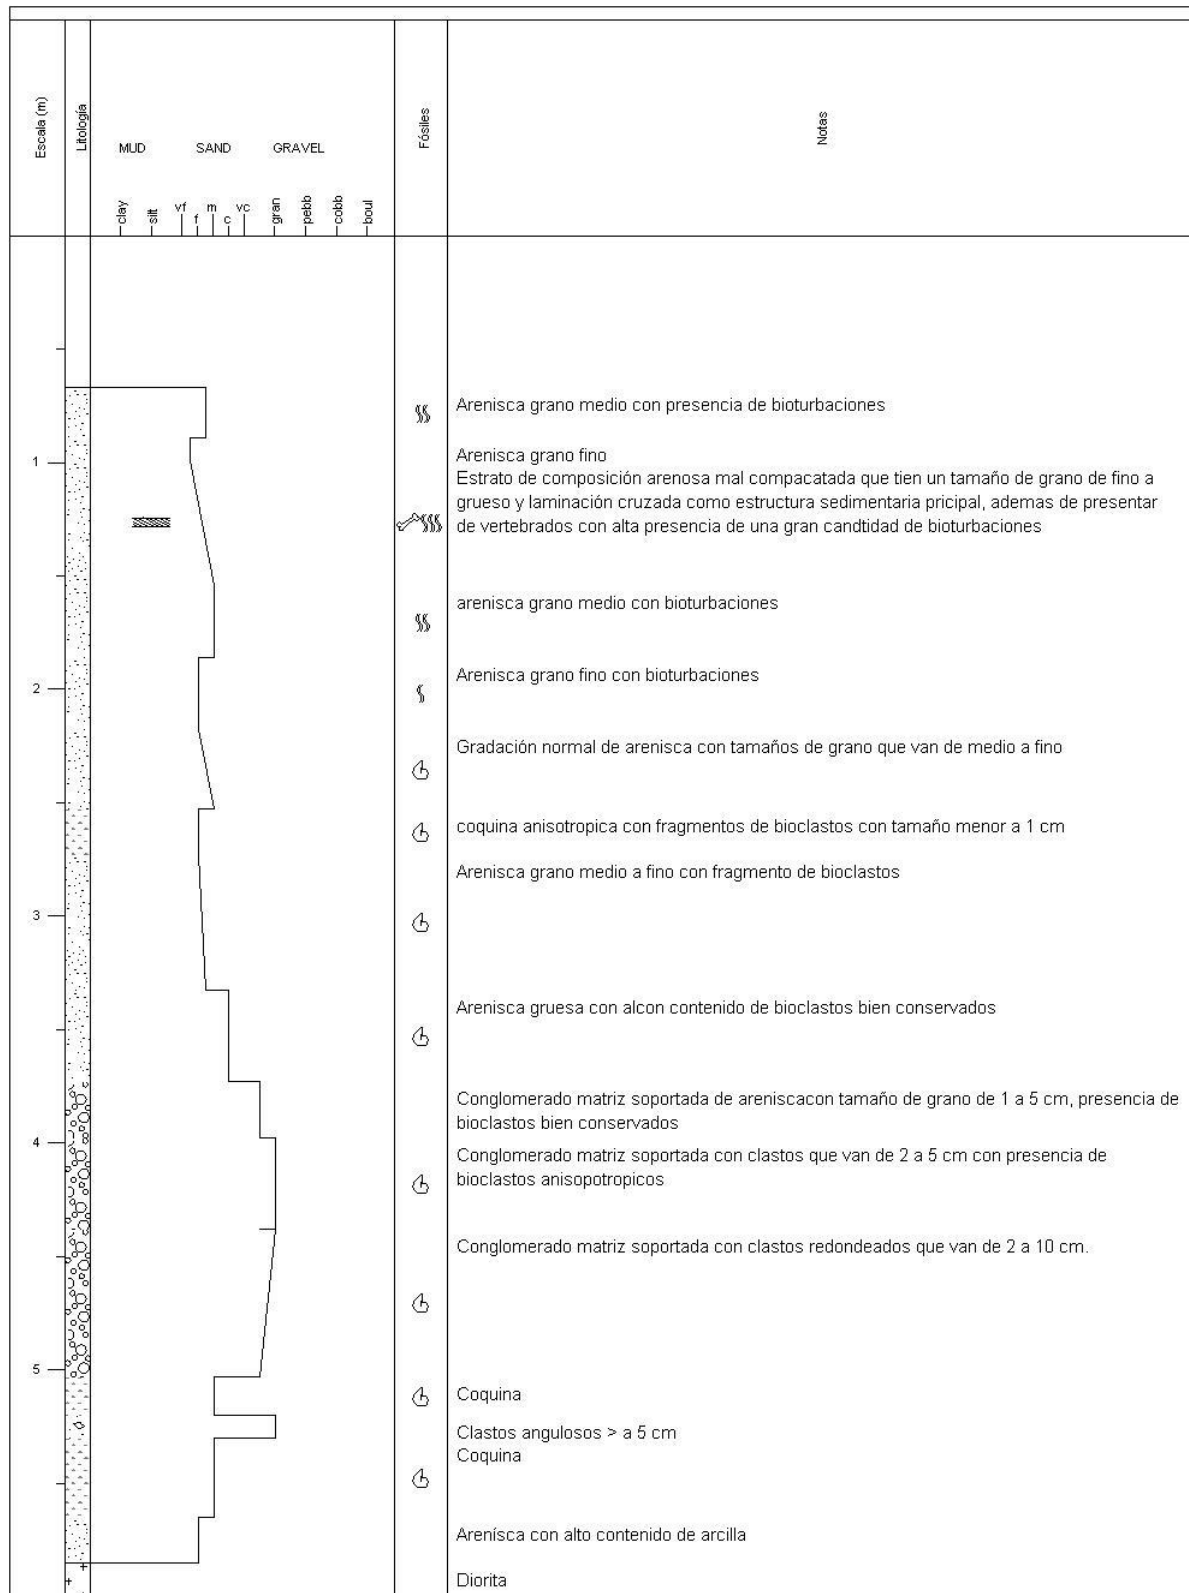 Escala (m)
Litología
MUD SAND GRAVEL
clay silt vf f m c vc gran pebb cobb boul
Fósiles
Notas
Arenisca grano medio con presencia de bioturbaciones
1
Arenisca grano fino
Estrato de composición arenosa mal compacatada que tien un tamaño de grano de fino a
grueso y laminación cruzada como estructura sedimentaria pricipal, ademas de presentar
de vertebrados con alta presencia de una gran candtidad de bioturbaciones
arenisca grano medio con bioturbaciones
2
Arenisca grano fino con bioturbaciones
Gradación normal de arenisca con tamaños de grano que van de medio a fino
coquina anisotropica con fragmentos de bioclastos con tamaño menor a 1 cm
Arenisca grano medio a fino con fragmento de bioclastos
3
Arenisca gruesa con alcon contenido de bioclastos bien conservados
Conglomerado matriz soportada de areniscacon tamaño de grano de 1 a 5 cm, presencia de
bioclastos bien conservados
4
Conglomerado matriz soportada con clastos que van de 2 a 5 cm con presencia de
bioclastos anisopotropicos
Conglomerado matriz soportada con clastos redondeados que van de 2 a 10 cm.
5
Coquina
Clastos angulosos > a 5 cm
Coquina
Arenísca con alto contenido de arcilla
Diorita